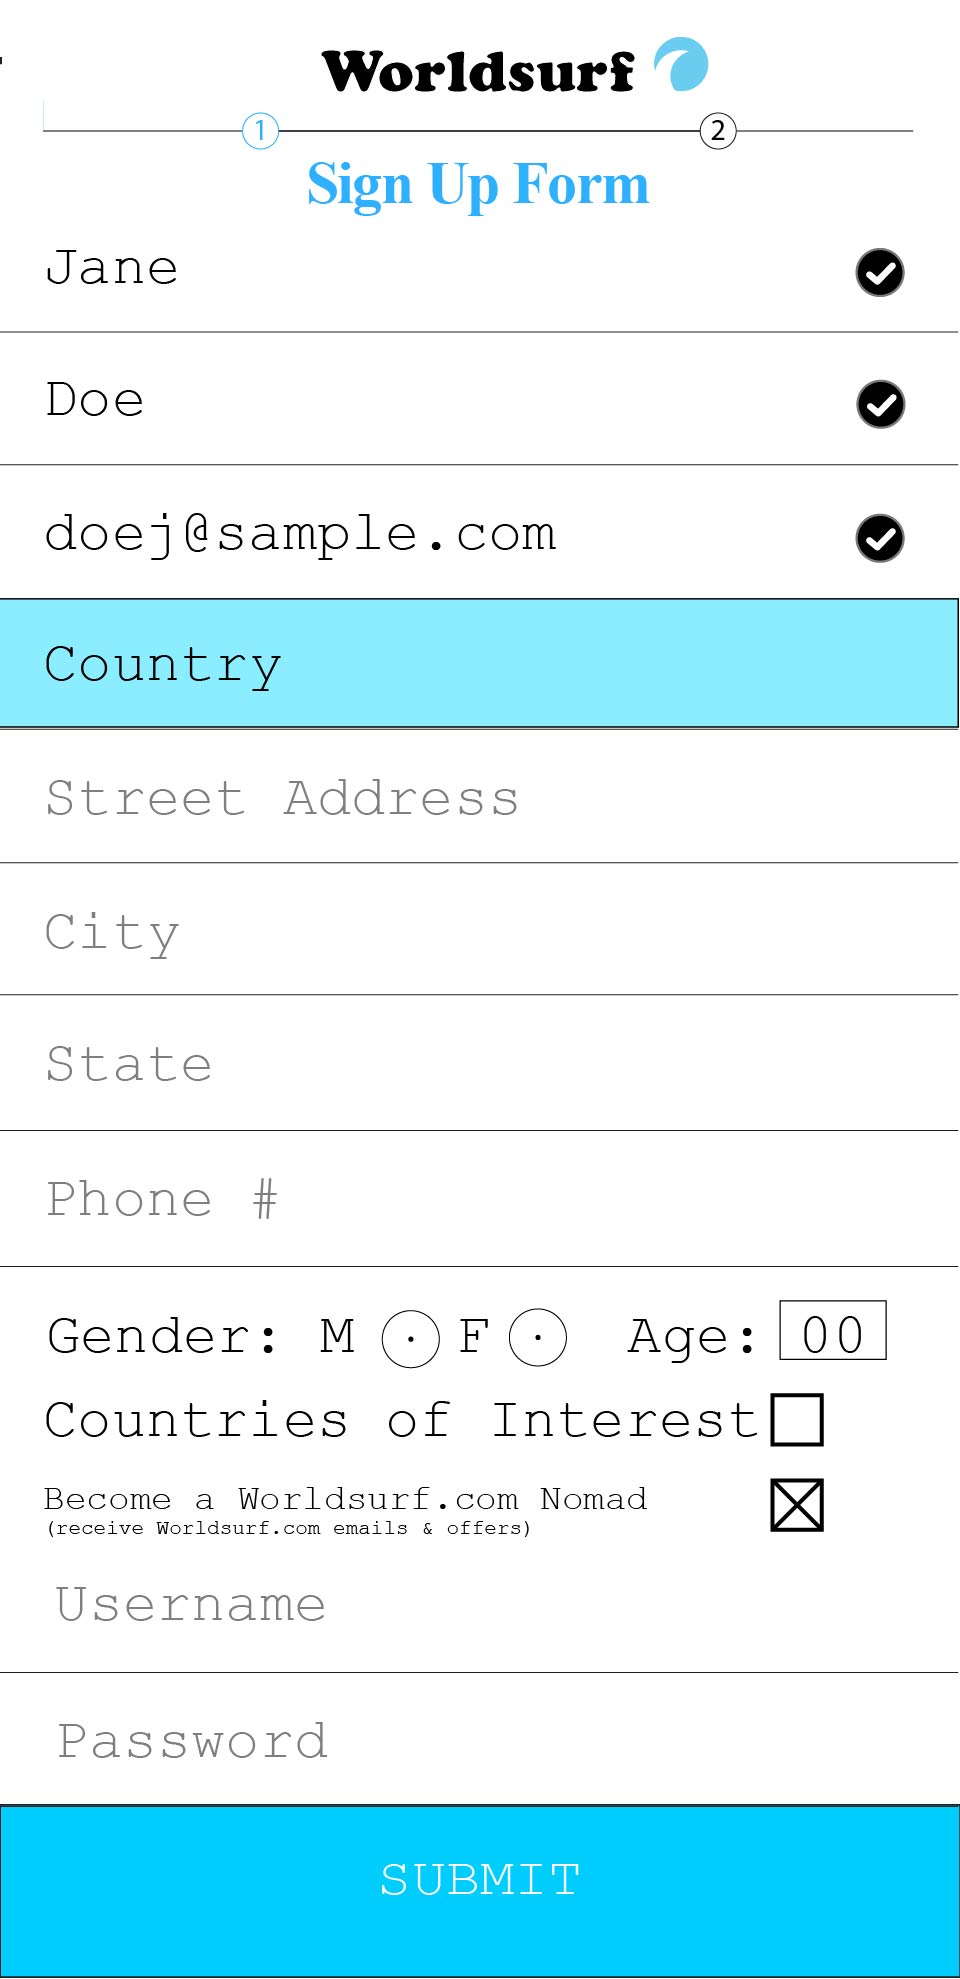 Worldsurf
1 2
Sign Up Form
Jane
Doe
doej@sample.com
Country
Street Address
City
State
Phone #
Gender: M F Age: 00
Countries of Interest
Become a Worldsurf.com Nomad
(receive Worldsurf.com emails & offers)
Username
Password
SUBMIT